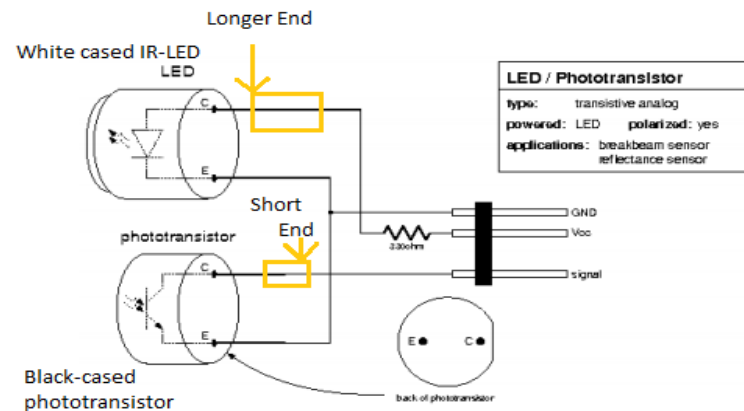 Longer End
White cased IR-LED
LED
C
E
LED / Phototransistor
type: transistive analog
powered: LED polarized: yes
applications: breakbeam sensor
reflectance sensor
Short
End
GND
Vcc
330ohm
signal
phototransistor
C
E
E C
back of phototransistor
Black-cased
phototransistor